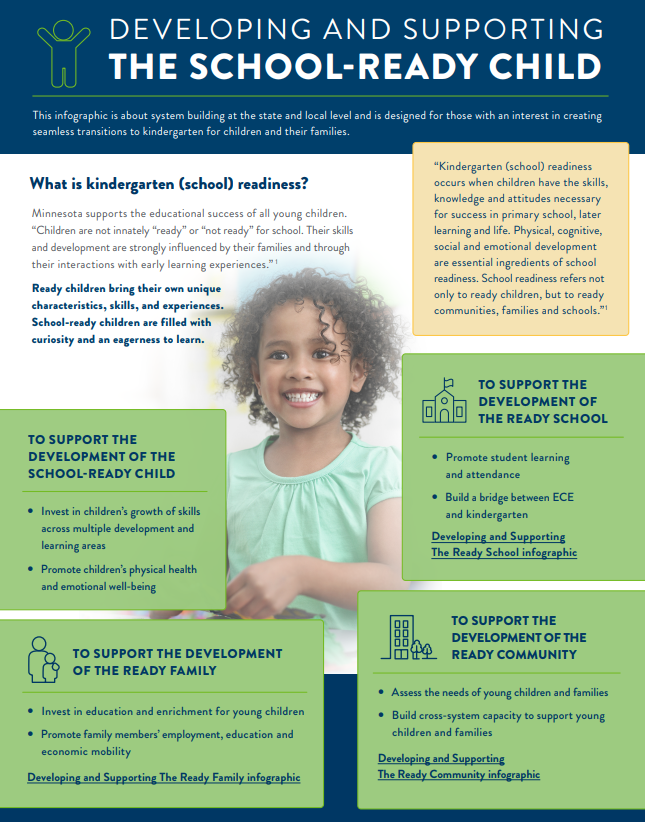 DEVELOPING AND SUPPORTING
THE SCHOOL-READY CHILD
This infographic is about system building at the state and local level and is designed for those with an interest in creating
seamless transitions to kindergarten for children and their families.
What is kindergarten (school) readiness?
Minnesota supports the educational success of all young children.
“Children are not innately “ready” or “not ready” for school. Their skills
and development are strongly influenced by their families and through
their interactions with early learning experiences.” 1
Ready children bring their own unique
characteristics, skills, and experiences.
School-ready children are filled with
curiosity and an eagerness to learn.
“Kindergarten (school) readiness
occurs when children have the skills,
knowledge and attitudes necessary
for success in primary school, later
learning and life. Physical, cognitive,
social and emotional development
are essential ingredients of school
readiness. School readiness refers not
only to ready children, but to ready
communities, families and schools.”1
TO SUPPORT THE
DEVELOPMENT OF THE
SCHOOL-READY CHILD
• Invest in children’s growth of skills
across multiple development and
learning areas
• Promote children’s physical health
and emotional well-being
TO SUPPORT THE
DEVELOPMENT OF
THE READY SCHOOL
• Promote student learning
and attendance
• Build a bridge between ECE
and kindergarten
Developing and Supporting
The Ready School infographic
TO SUPPORT THE DEVELOPMENT
OF THE READY FAMILY
• Invest in education and enrichment for young children
• Promote family members’ employment, education and
economic mobility
Developing and Supporting The Ready Family infographic
TO SUPPORT THE
DEVELOPMENT OF THE
READY COMMUNITY
• Assess the needs of young children and families
• Build cross-system capacity to support young
children and families
Developing and Supporting
The Ready Community infographic